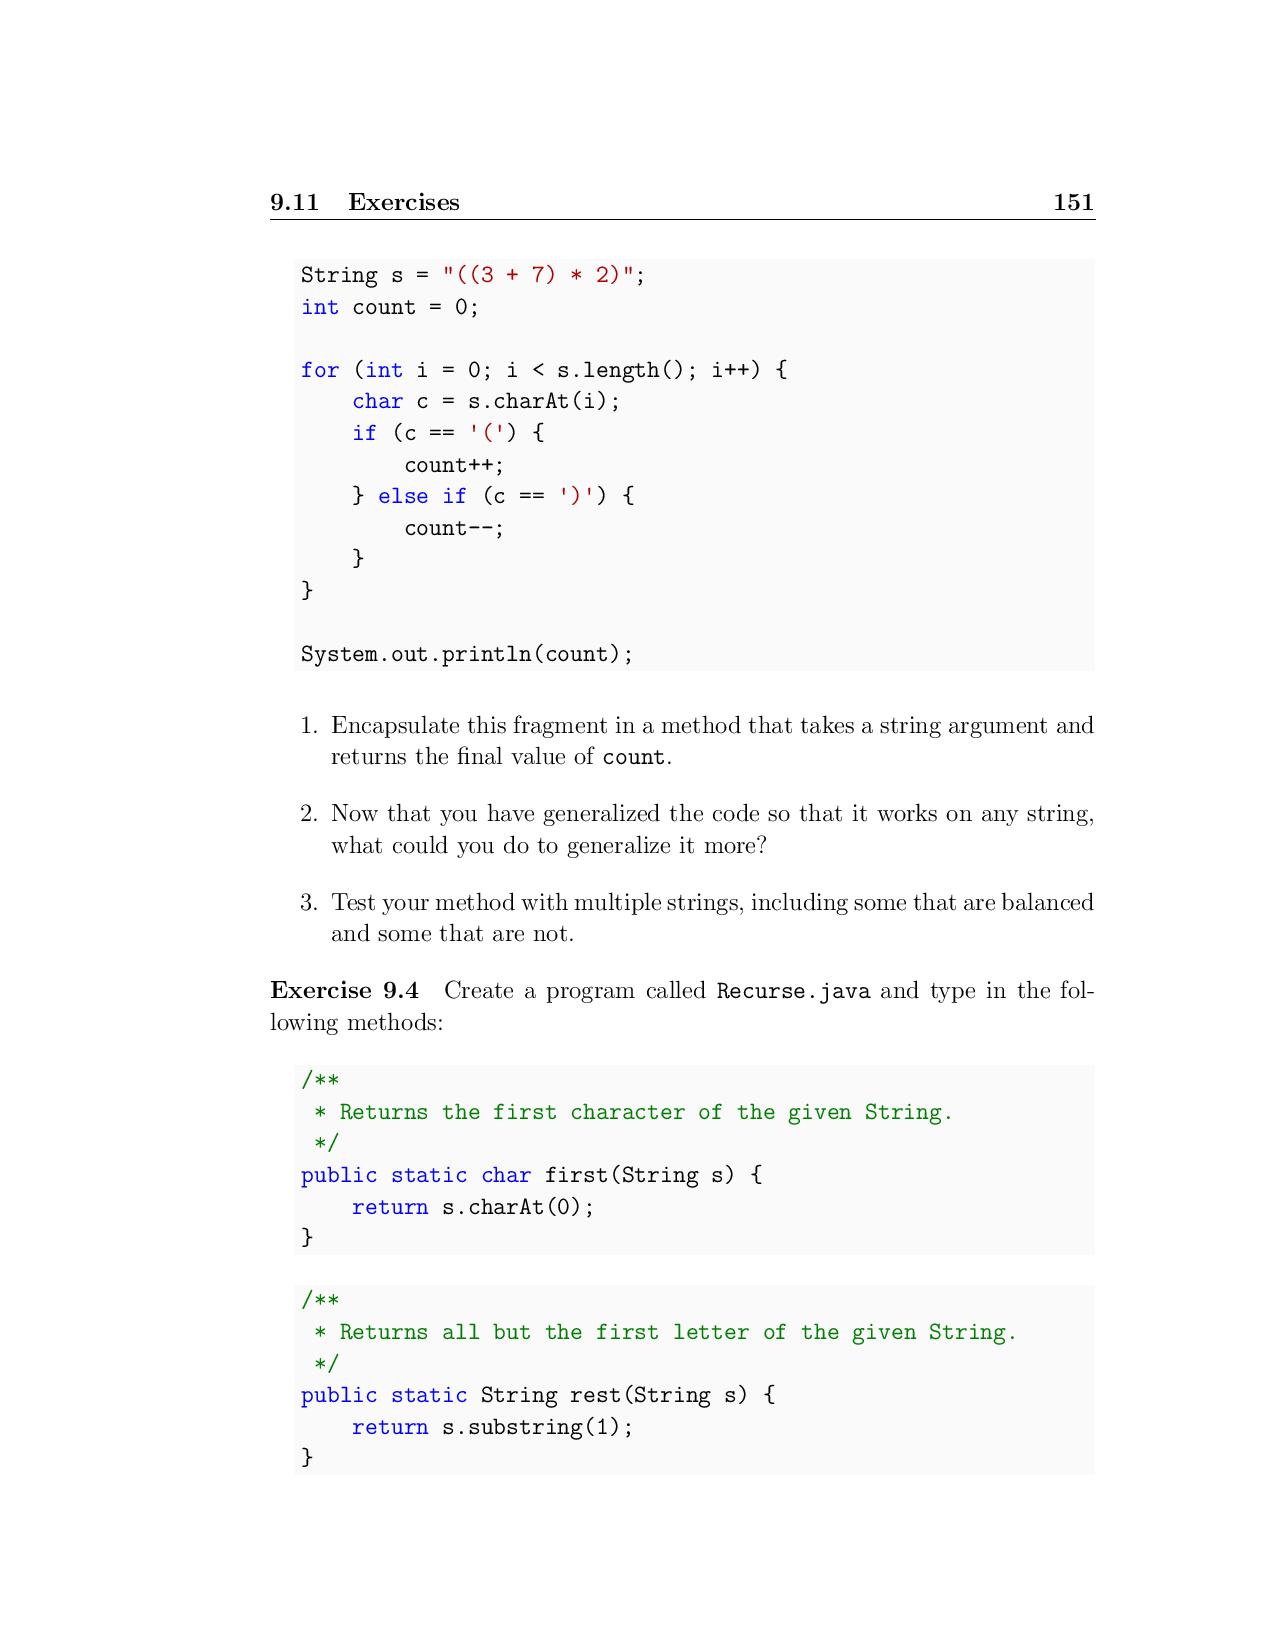 9.11 Exercises 151
String s = "((3 + 7) * 2)";
int count = 0;
for (int i = 0; i < s.length(); i++) {
    char c = s.charAt(i);
    if (c == '(') {
        count++;
    } else if (c == ')') {
        count--;
    }
}
System.out.println(count);
1. Encapsulate this fragment in a method that takes a string argument and
returns the final value of count.
2. Now that you have generalized the code so that it works on any string,
what could you do to generalize it more?
3. Test your method with multiple strings, including some that are balanced
and some that are not.
Exercise 9.4 Create a program called Recurse.java and type in the fol-
lowing methods:
/**
 * Returns the first character of the given String.
 */
public static char first(String s) {
    return s.charAt(0);
}
/**
 * Returns all but the first letter of the given String.
 */
public static String rest(String s) {
    return s.substring(1);
}